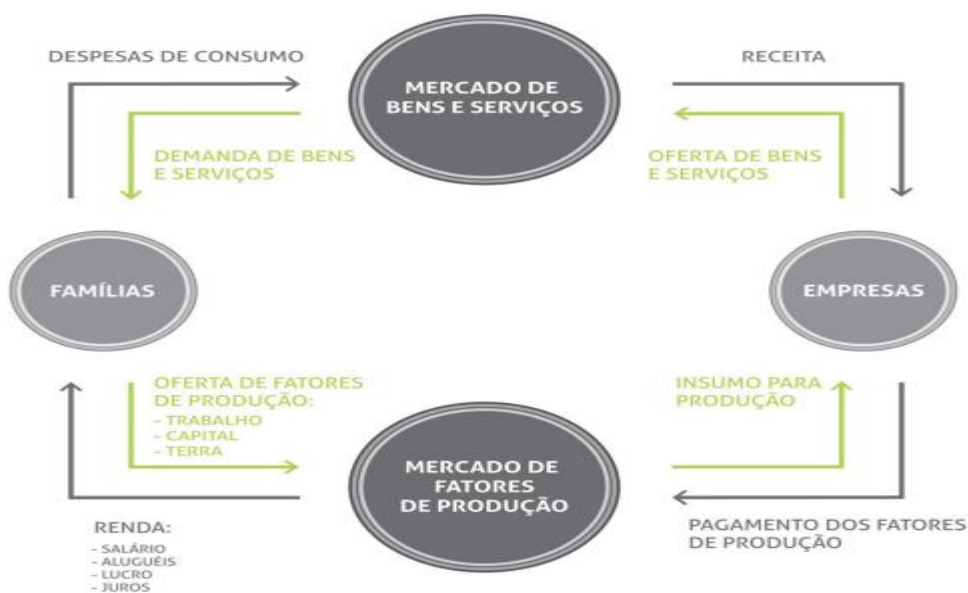 DESPESAS DE CONSUMO
MERCADO DE
BENS E SERVIÇOS
RECEITA
DEMANDA DE BENS
E SERVIÇOS
OFERTA DE BENS
E SERVIÇOS
FAMÍLIAS
EMPRESAS
OFERTA DE FATORES
DE PRODUÇÃO:
- TRABALHO
- CAPITAL
- TERRA
INSUMO PARA
PRODUÇÃO
MERCADO DE
FATORES
DE PRODUÇÃO
RENDA:
- SALÁRIO
- ALUGUÉIS
- LUCRO
- JUROS
PAGAMENTO DOS FATORES
DE PRODUÇÃO